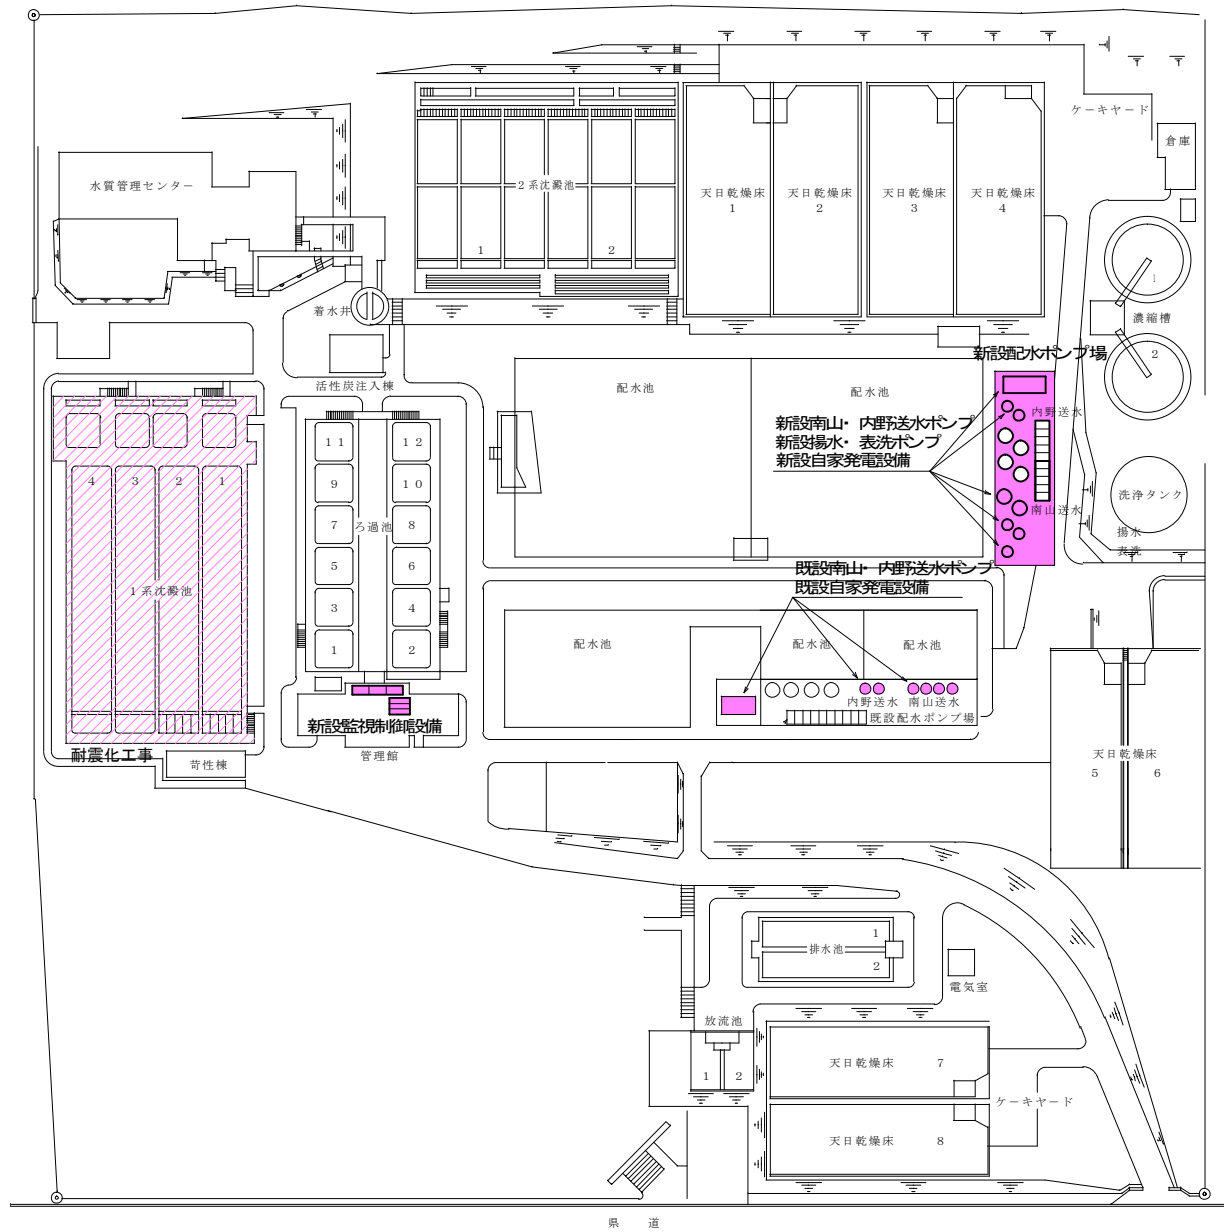 ケーキヤード
倉庫
水質管理センター
2系沈澱池
1
2
天日乾燥床
1
天日乾燥床
2
天日乾燥床
3
天日乾燥床
4
1
濃縮槽
2
着水井
活性炭注入棟
配水池
配水池
新設配水ポンプ場
内野送水
新設南山・内野送水ポンプ
新設揚水・表洗ポンプ
新設自家発電設備
南山送水
洗浄タンク
揚水
表洗
4
3
2
1
1系沈澱池
11
12
9
10
7
ろ過池
8
5
6
3
4
1
2
既設南山・内野送水ポンプ
既設自家発電設備
配水池
配水池
配水池
内野送水
南山送水
既設配水ポンプ場
新設監視制御設備
管理館
耐震化工事
苛性棟
天日乾燥床
5
6
1
排水池
2
電気室
放流池
1
2
天日乾燥床
7
ケーキヤード
天日乾燥床
8
県道